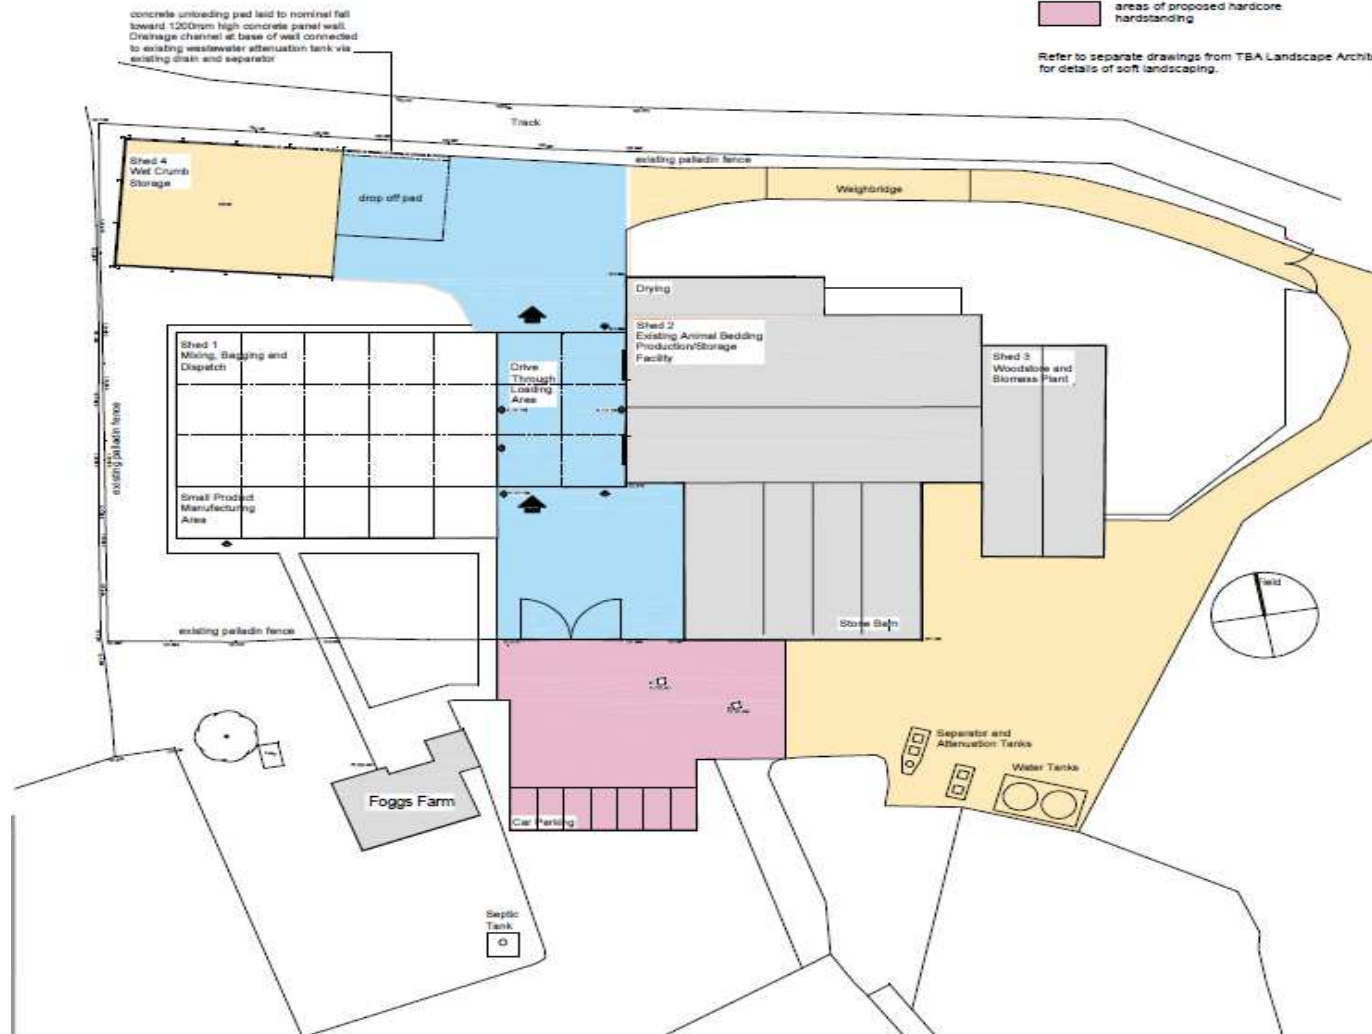 concrete unloading pad laid to nominal fall
toward 1200mm high concrete panel wall.
Drainage channel at base of wall connected
to existing wastewater attenuation tank via
existing drain and separator
areas of proposed hardcore
hardstanding
Refer to separate drawings from TBA Landscape Archit
for details of soft landscaping.
Track
existing palladin fence
Shed 4
Wet Crumb
Storage
drop off pad
Weighbridge
Drying
Shed 2
Existing Animal Bedding
Production/Storage
Facility
Shed 1
Mixing, Bagging and
Dispatch
Drive
Through
Loading
Area
Shed 3
Woodstore and
Biomass Plant
existing palladin fence
Small Product
Manufacturing
Area
Field
Stone Barn
existing palladin fence
Separator and
Attenuation Tanks
Water Tanks
Foggs Farm
Car Parking
Septic
Tank